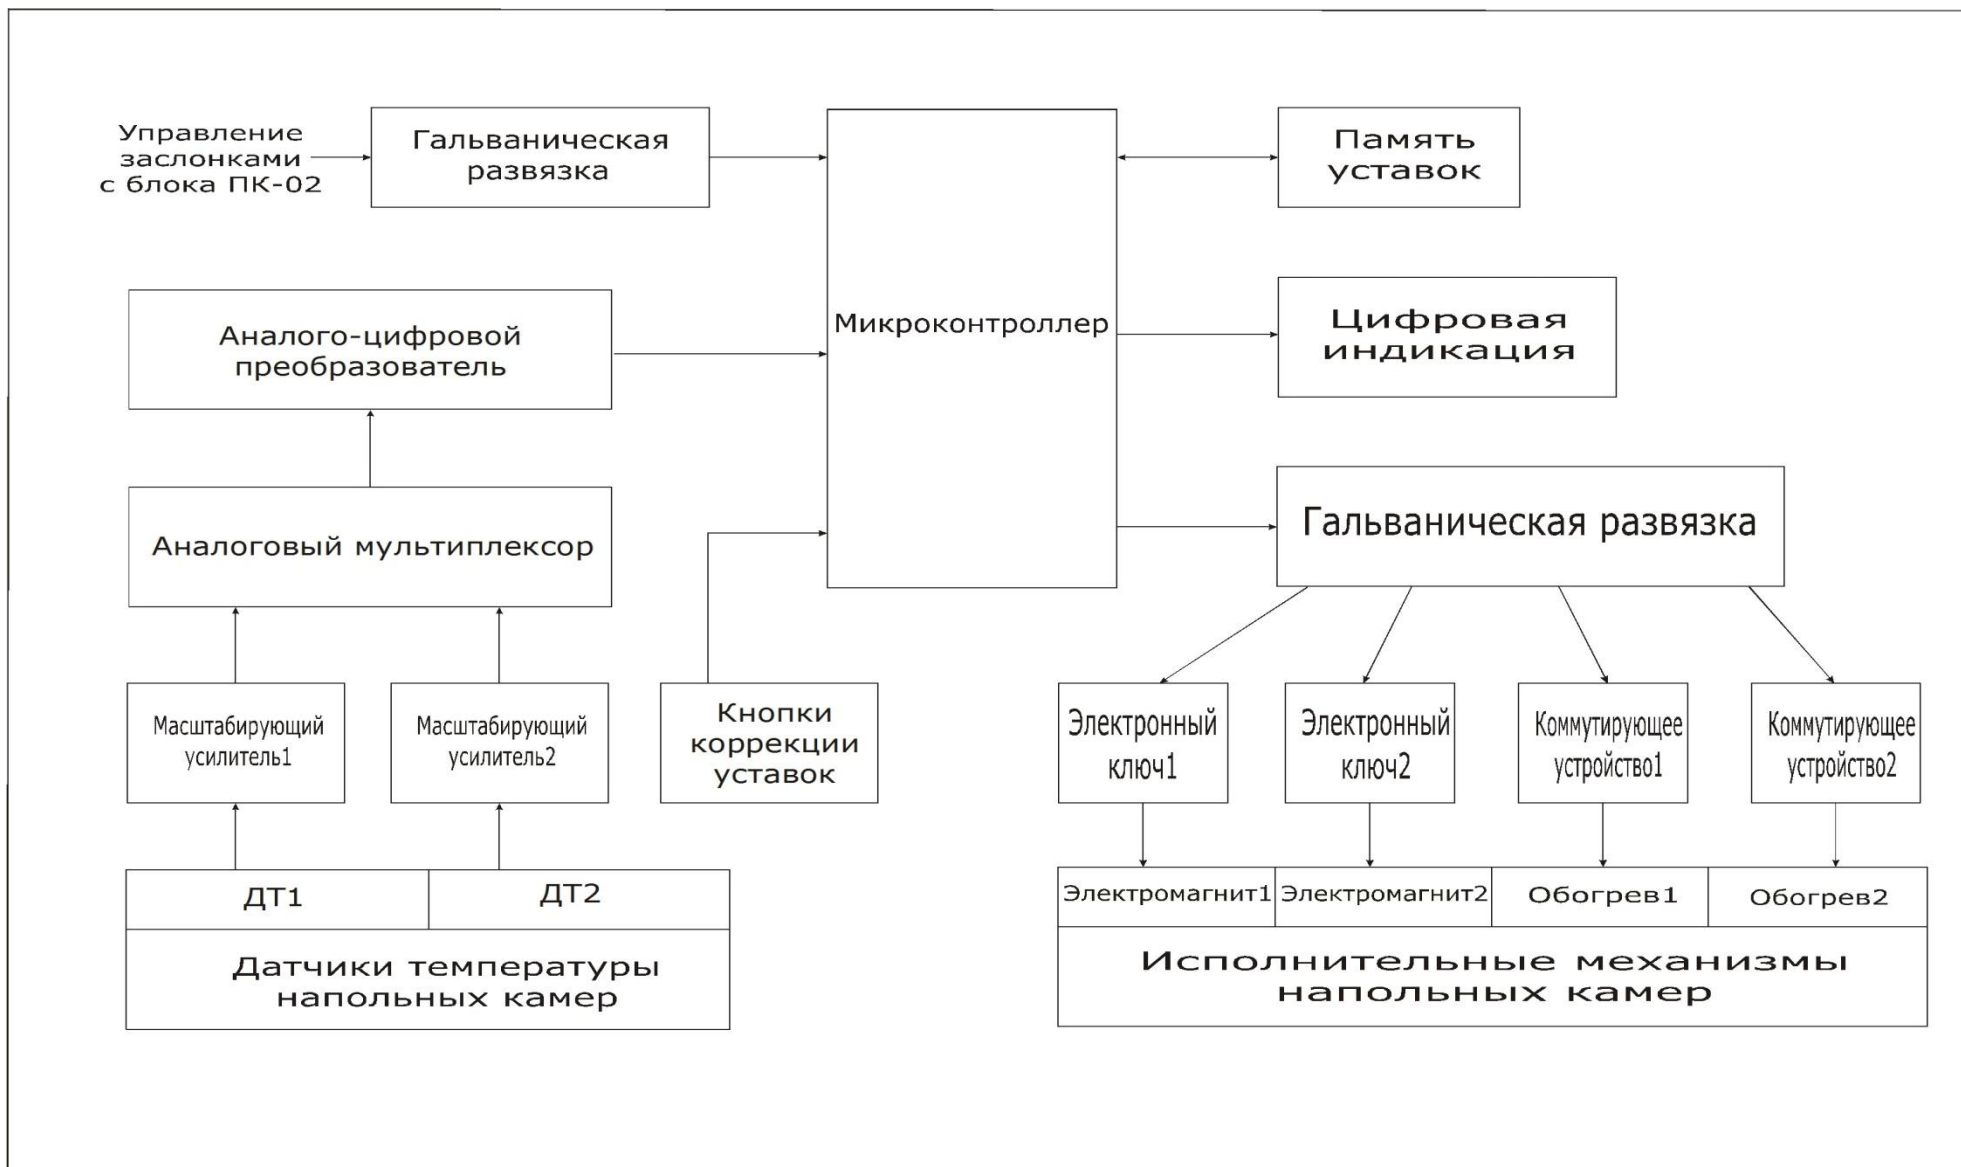 Управление
заслонками
с блока ПК-02
Гальваническая
развязка
Память
уставок
Аналого-цифровой
преобразователь
Микроконтроллер
Цифровая
индикация
Аналоговый мультиплексор
Гальваническая развязка
Масштабирующий
усилитель1
Масштабирующий
усилитель2
Кнопки
коррекции
уставок
Электронный
ключ1
Электронный
ключ2
Коммутирующее
устройство1
Коммутирующее
устройство2
ДТ1
ДТ2
Датчики температуры
напольных камер
Электромагнит1
Электромагнит2
Обогрев1
Обогрев2
Исполнительные механизмы
напольных камер